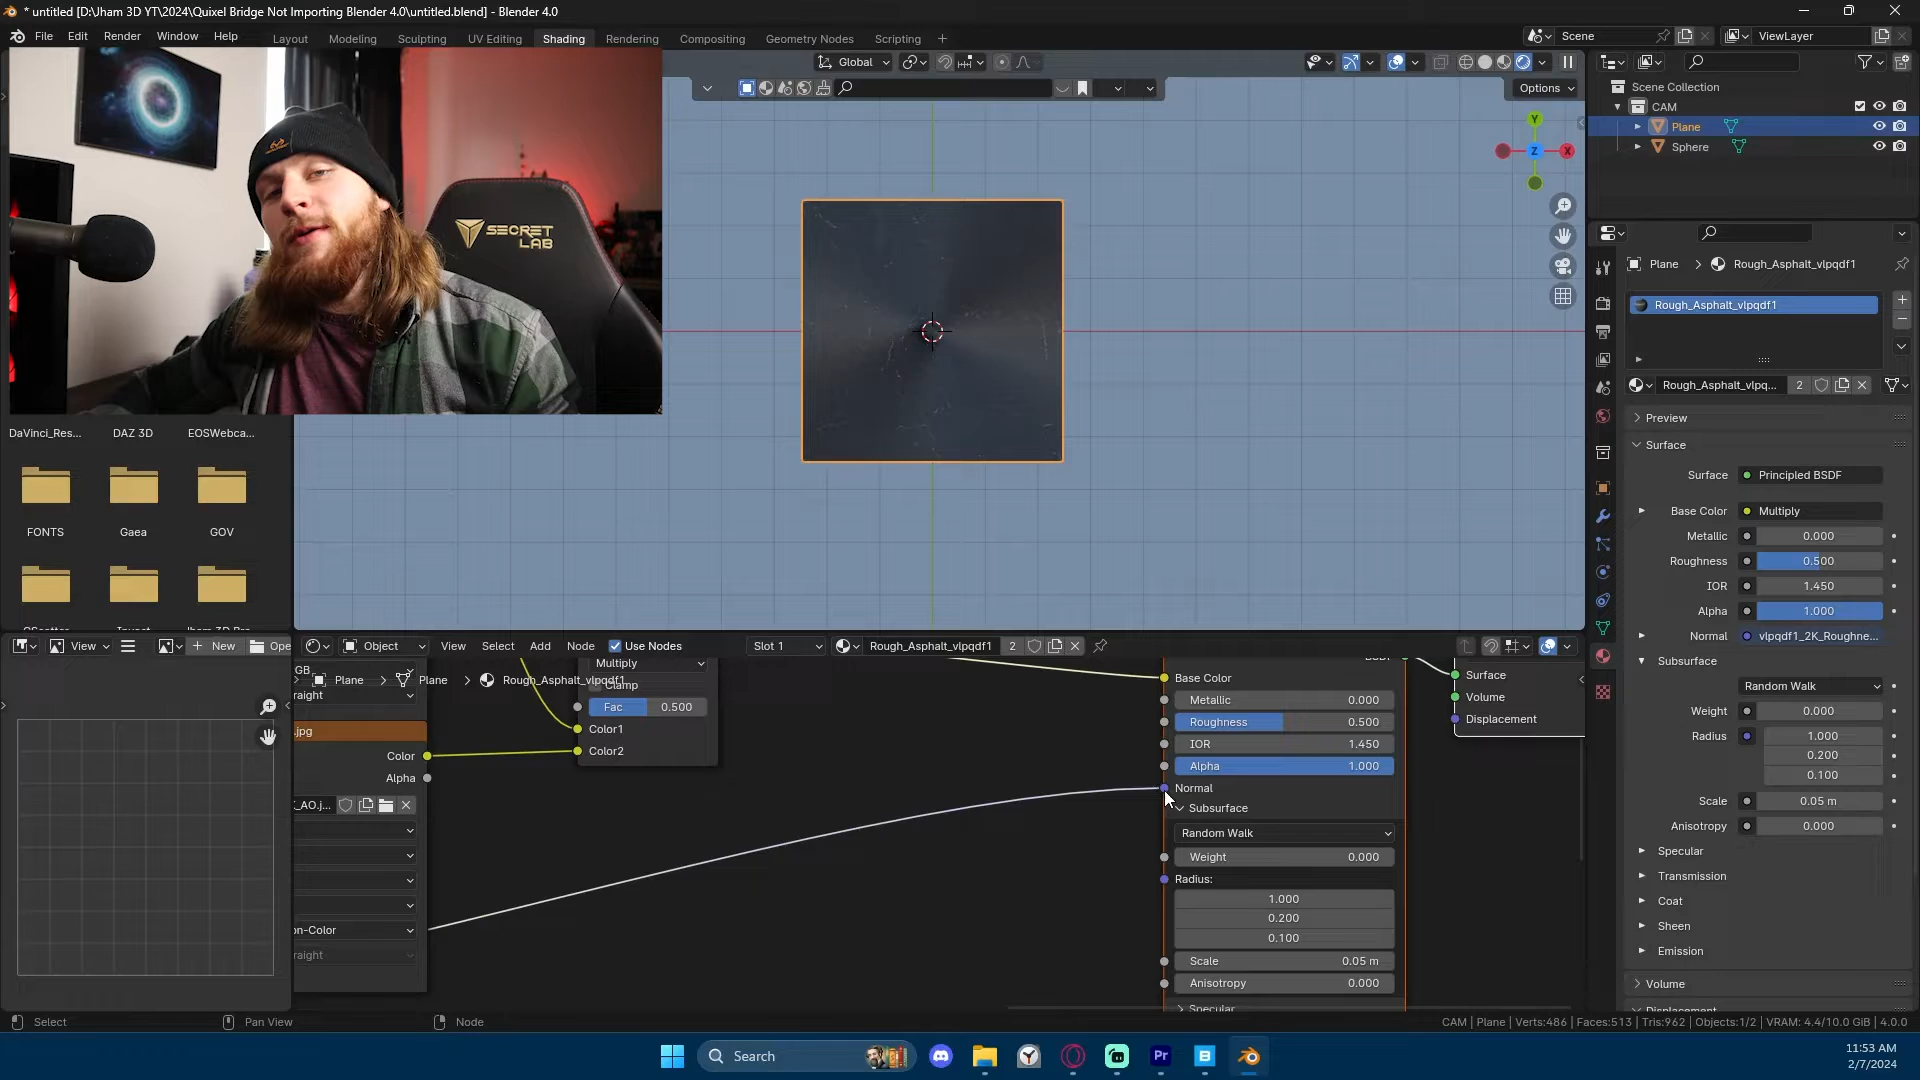 * untitled [D:\Jham 3D YT\2024\Quixel Bridge Not Importing Blender 4.0\untitled.blend] - Blender 4.0
File Edit Render Window Help Layout Modeling Sculpting UV Editing Shading Rendering Compositing Geometry Nodes Scripting +
Scene ViewLayer
Global
Options
Scene Collection
CAM
Plane
Sphere
Y
Z X
SECRET
LAB
DaVinci_Res... DAZ 3D EOSWebca...
FONTS Gaea GOV
Plane > Rough_Asphalt_vlpqdf1
Rough_Asphalt_vlpqdf1
Rough_Asphalt_vlpq... 2
Preview
Surface
Surface Principled BSDF
Base Color Multiply
Metallic 0.000
Roughness 0.500
IOR 1.450
Alpha 1.000
Normal vlpqdf1_2K_Roughne...
Subsurface
Random Walk
Weight 0.000
Radius 1.000
0.200
0.100
Scale 0.05 m
Anisotropy 0.000
Specular
Transmission
Coat
Sheen
Emission
Volume
View New Ope
Object View Select Add Node Use Nodes Slot 1 Rough_Asphalt_vlpqdf1 2
Plane > Plane > Rough_Asphalt_vlpqdf1
GB
raight
.jpg
Color
Alpha
_AO.j...
on-Color
raight
Multiply
Clamp
Fac 0.500
Color1
Color2
Base Color
Metallic 0.000
Roughness 0.500
IOR 1.450
Alpha 1.000
Normal
Subsurface
Random Walk
Weight 0.000
Radius:
1.000
0.200
0.100
Scale 0.05 m
Anisotropy 0.000
Specular
Surface
Volume
Displacement
Select Pan View Node
CAM | Plane | Verts:486 | Faces:513 | Tris:962 | Objects:1/2 | VRAM: 4.4/10.0 GiB | 4.0.0
Search
Pr
11:53 AM
2/7/2024